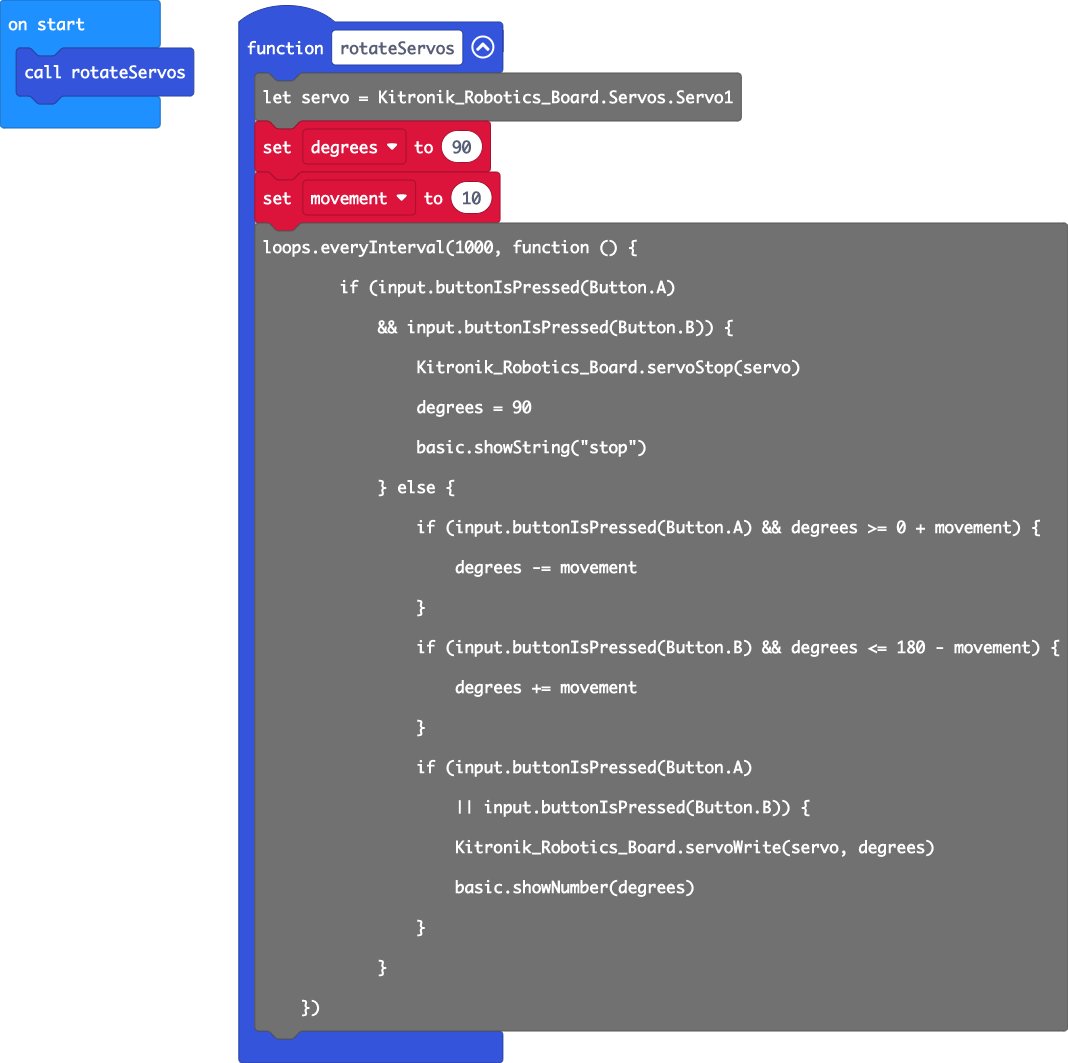 on start
call rotateServos
function rotateServos
let servo = Kitronik_Robotics_Board.Servos.Servo1
set degrees to 90
set movement to 10
loops.everyInterval(1000, function () {
if (input.buttonIsPressed(Button.A)
&& input.buttonIsPressed(Button.B)) {
Kitronik_Robotics_Board.servoStop(servo)
degrees = 90
basic.showString("stop")
} else {
if (input.buttonIsPressed(Button.A) && degrees >= 0 + movement) {
degrees -= movement
}
if (input.buttonIsPressed(Button.B) && degrees <= 180 - movement) {
degrees += movement
}
if (input.buttonIsPressed(Button.A)
|| input.buttonIsPressed(Button.B)) {
Kitronik_Robotics_Board.servoWrite(servo, degrees)
basic.showNumber(degrees)
}
}
})